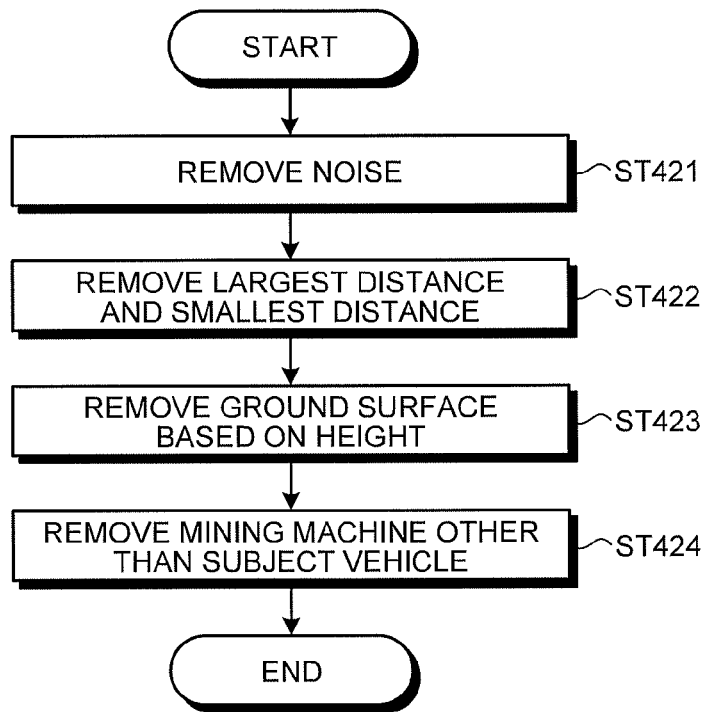 START
REMOVE NOISE
ST421
REMOVE LARGEST DISTANCE
AND SMALLEST DISTANCE
ST422
REMOVE GROUND SURFACE
BASED ON HEIGHT
ST423
REMOVE MINING MACHINE OTHER
THAN SUBJECT VEHICLE
ST424
END